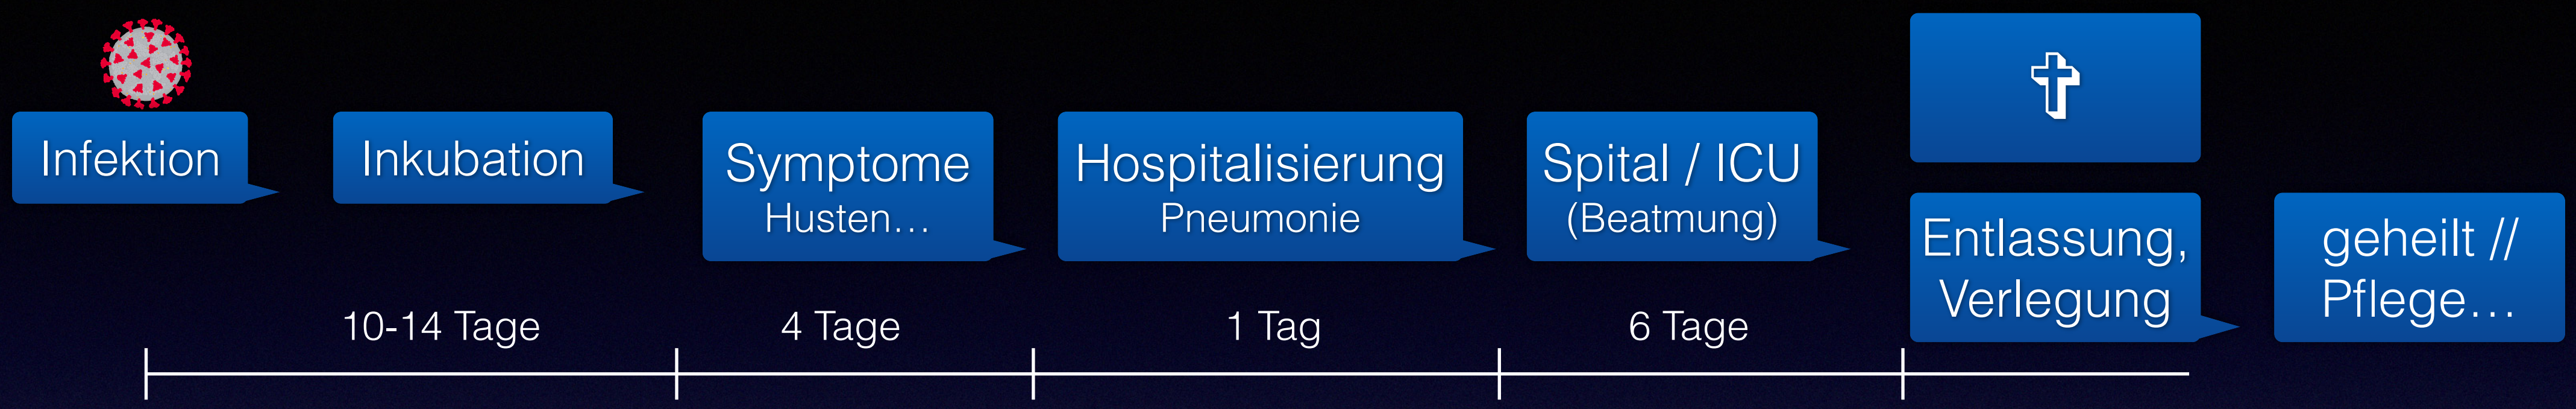 Infektion
Inkubation
Symptome
Husten…
Hospitalisierung
Pneumonie
Spital / ICU
(Beatmung)
✞
Entlassung,
Verlegung
geheilt //
Pflege…
10-14 Tage
4 Tage
1 Tag
6 Tage